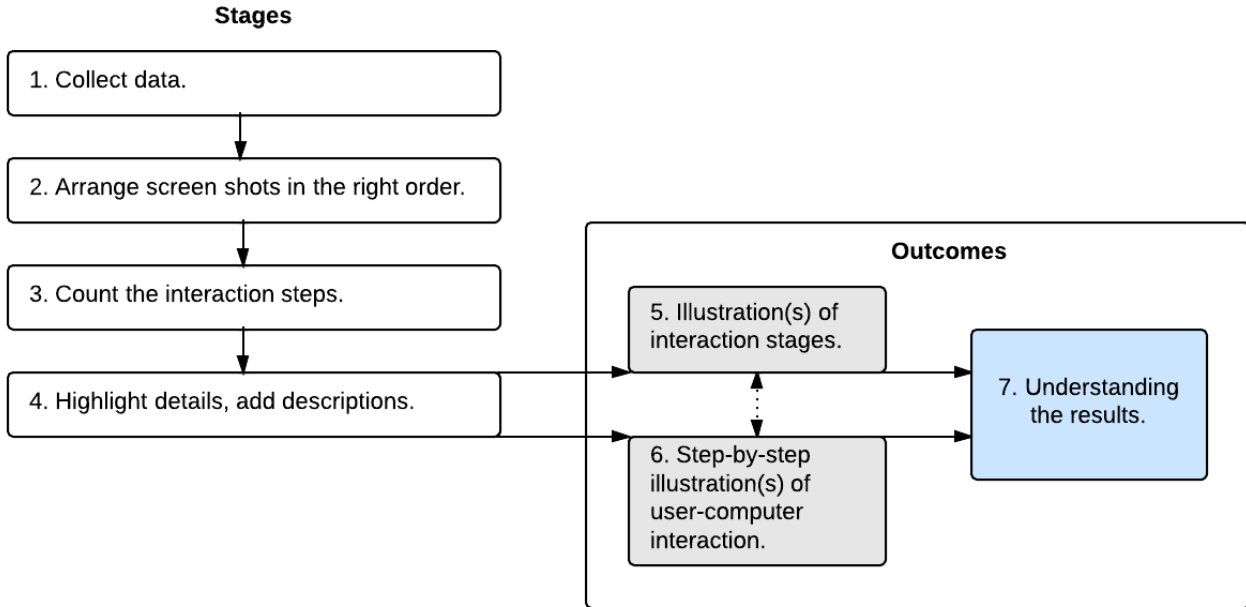 Stages
1. Collect data.
2. Arrange screen shots in the right order.
3. Count the interaction steps.
4. Highlight details, add descriptions.
Outcomes
5. Illustration(s) of
interaction stages.
6. Step-by-step
illustration(s) of
user-computer
interaction.
7. Understanding
the results.